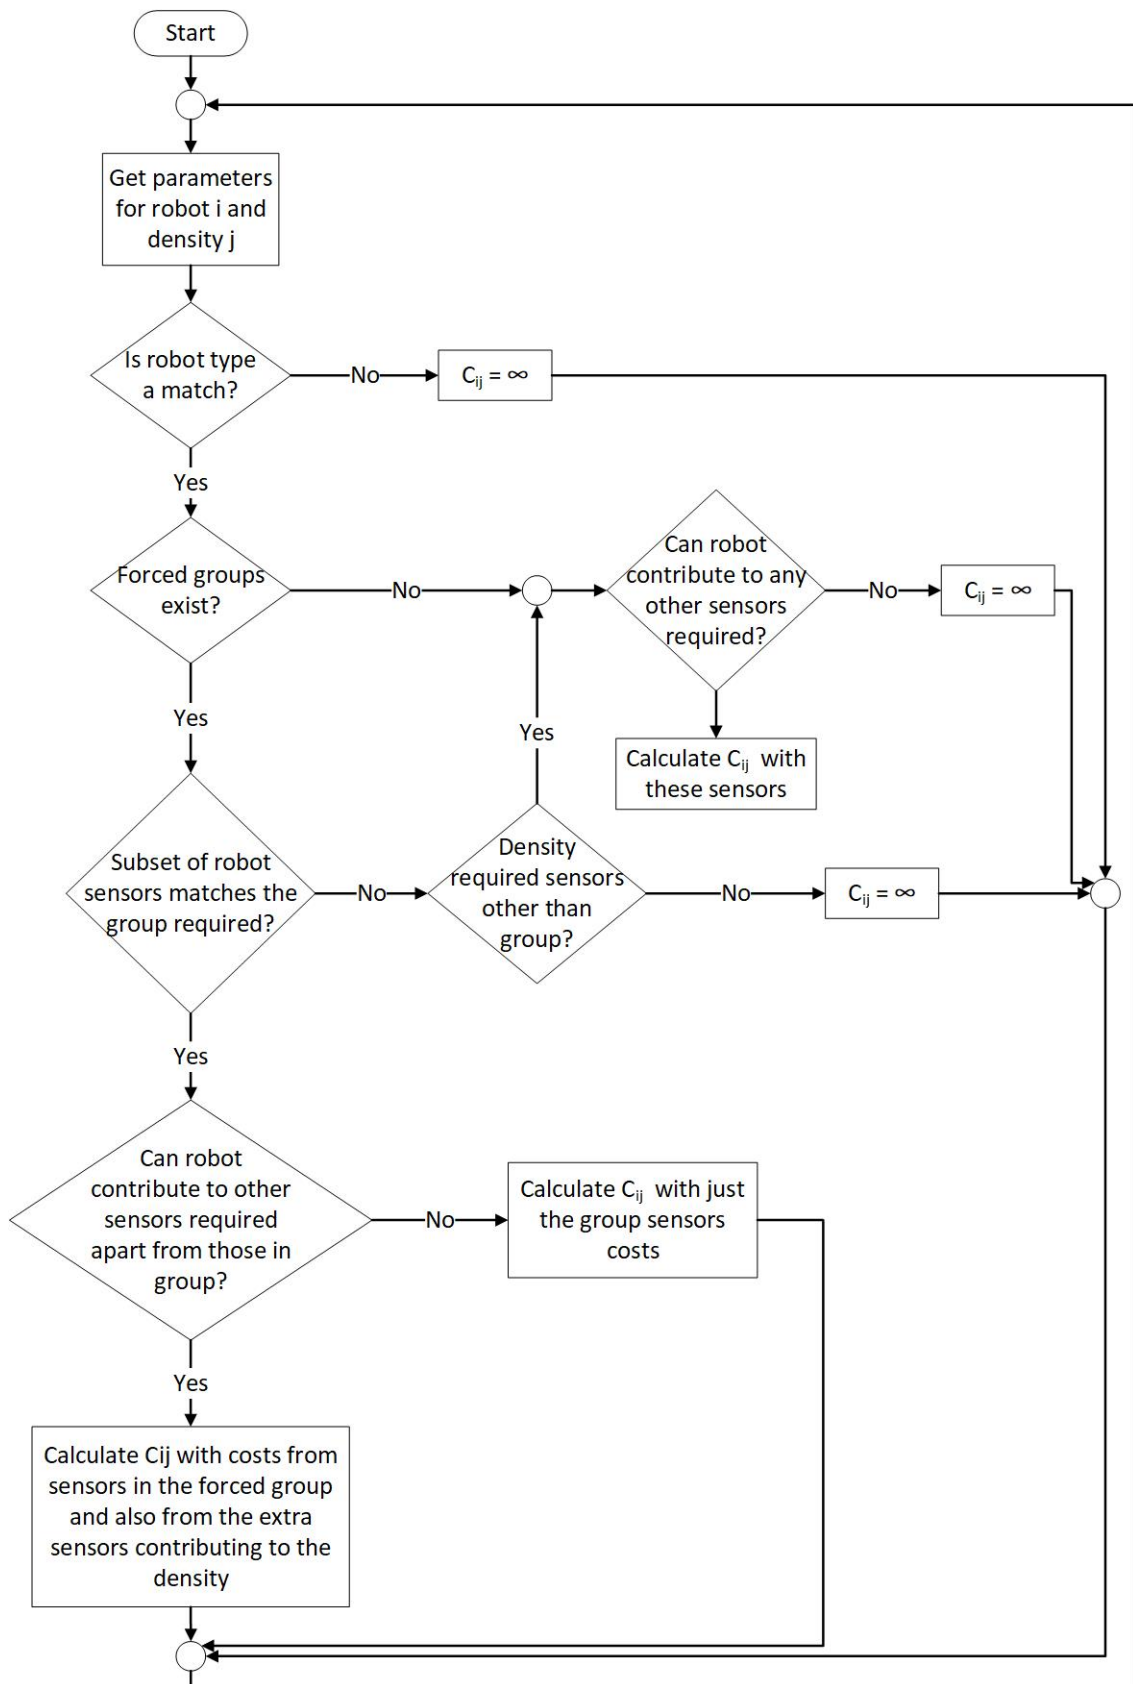 Start
Get parameters
for robot i and
density j
Is robot type
a match?
No
Cij = ∞
Yes
Forced groups
exist?
No
Can robot
contribute to any
other sensors
required?
No
Cij = ∞
Yes
Yes
Calculate Cij with
these sensors
Subset of robot
sensors matches the
group required?
No
Density
required sensors
other than
group?
No
Cij = ∞
Yes
Can robot
contribute to other
sensors required
apart from those in
group?
No
Calculate Cij with just
the group sensors
costs
Yes
Calculate Cij with costs from
sensors in the forced group
and also from the extra
sensors contributing to the
density